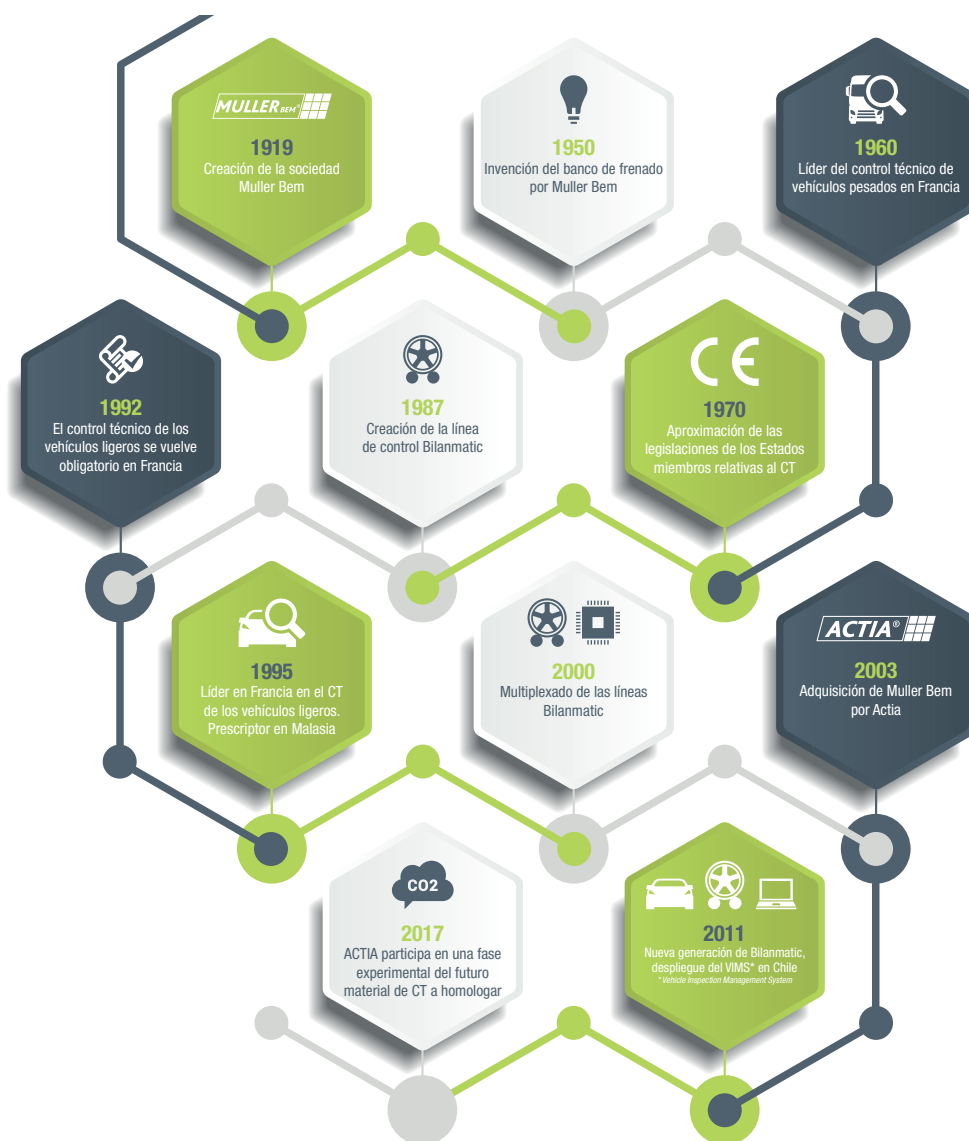 MULLER BEM®
1919
Creación de la sociedad
Muller Bem
1950
Invención del banco de frenado
por Muller Bem
1960
Líder del control técnico de
vehículos pesados en Francia
1992
El control técnico de los
vehículos ligeros se vuelve
obligatorio en Francia
1987
Creación de la línea
de control Bilanmatic
CE
1970
Aproximación de las
legislaciones de los Estados
miembros relativas al CT
1995
Líder en Francia en el CT
de los vehículos ligeros.
Prescriptor en Malasia
2000
Multiplexado de las líneas
Bilanmatic
ACTIA®
2003
Adquisición de Muller Bem
por Actia
CO2
2017
ACTIA participa en una fase
experimental del futuro
material de CT a homologar
2011
Nueva generación de Bilanmatic,
despliegue del VIMS* en Chile
* Vehicle Inspection Management System